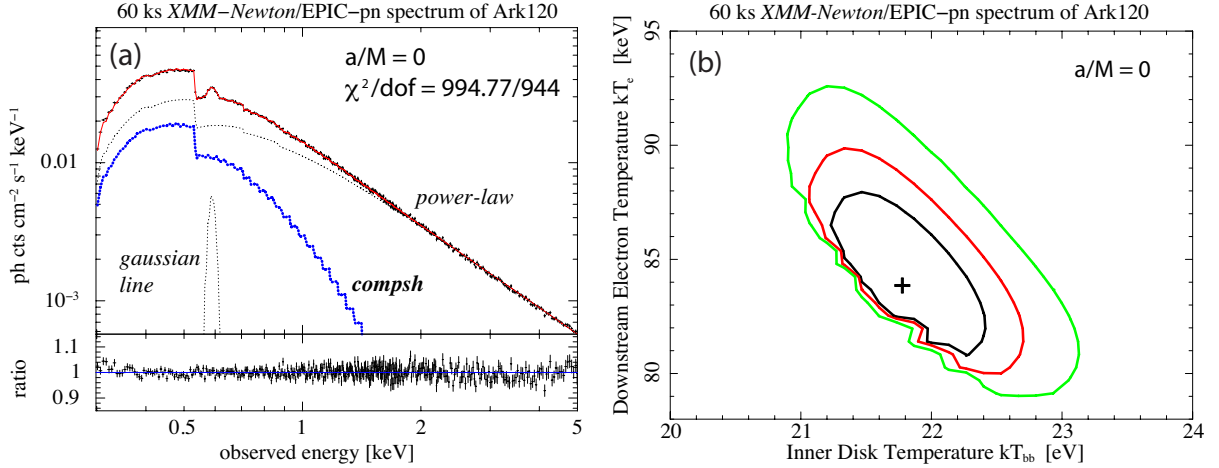 60 ks XMM−Newton/EPIC−pn spectrum of Ark120
(a)
a/M = 0
χ²/dof = 994.77/944
ph cts cm⁻² s⁻¹ keV⁻¹
0.01
10⁻³
power-law
gaussian
line
compsh
ratio
1.1
1
0.9
0.5
1
2
5
observed energy [keV]
60 ks XMM-Newton/EPIC-pn spectrum of Ark120
(b)
a/M = 0
Downstream Electron Temperature kTₑ [keV]
95
90
85
80
20
21
22
23
24
Inner Disk Temperature kT_bb [eV]